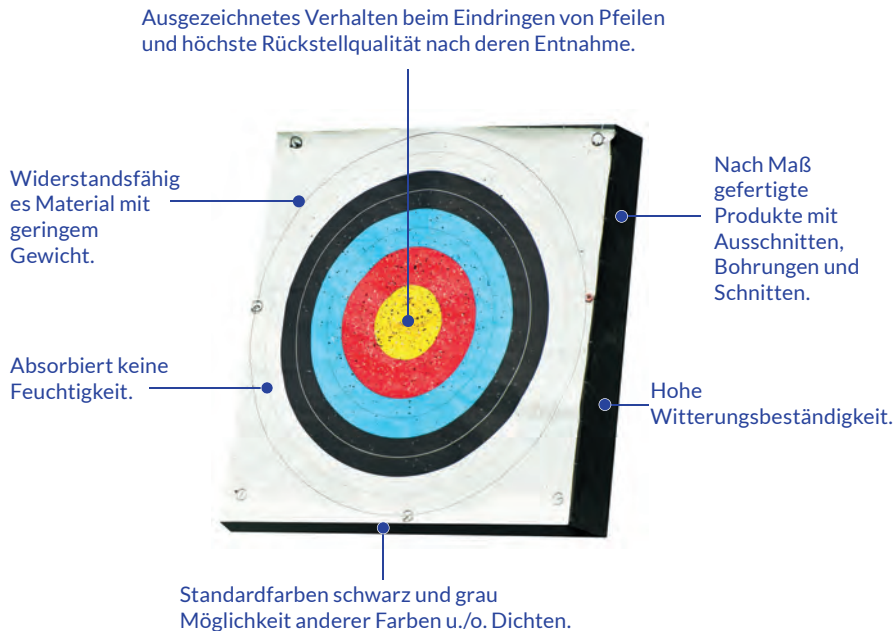 Ausgezeichnetes Verhalten beim Eindringen von Pfeilen
und höchste Rückstellqualität nach deren Entnahme.
Widerstandsfähig
es Material mit
geringem
Gewicht.
Nach Maß
gefertigte
Produkte mit
Ausschnitten,
Bohrungen und
Schnitten.
Absorbiert keine
Feuchtigkeit.
Hohe
Witterungsbeständigkeit.
Standardfarben schwarz und grau
Möglichkeit anderer Farben u./o. Dichten.